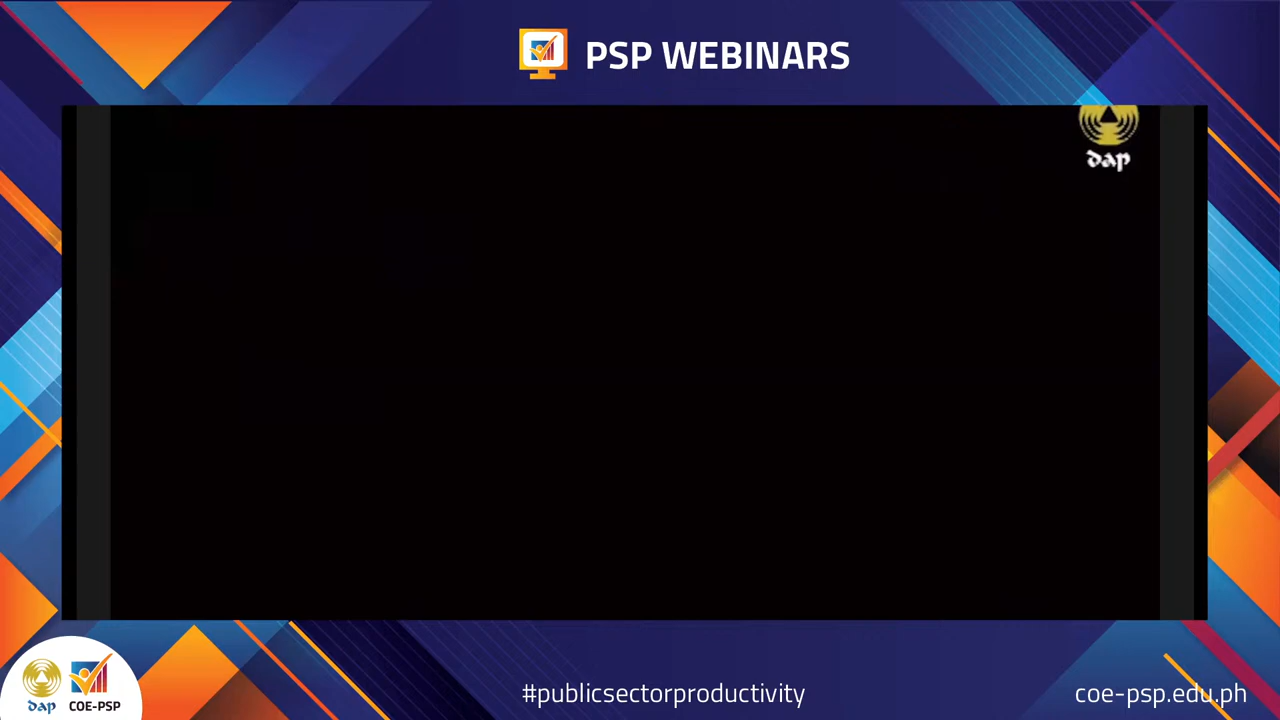 PSP WEBINARS
dap
dap
COE-PSP
#publicsectorproductivity
coe-psp.edu.ph